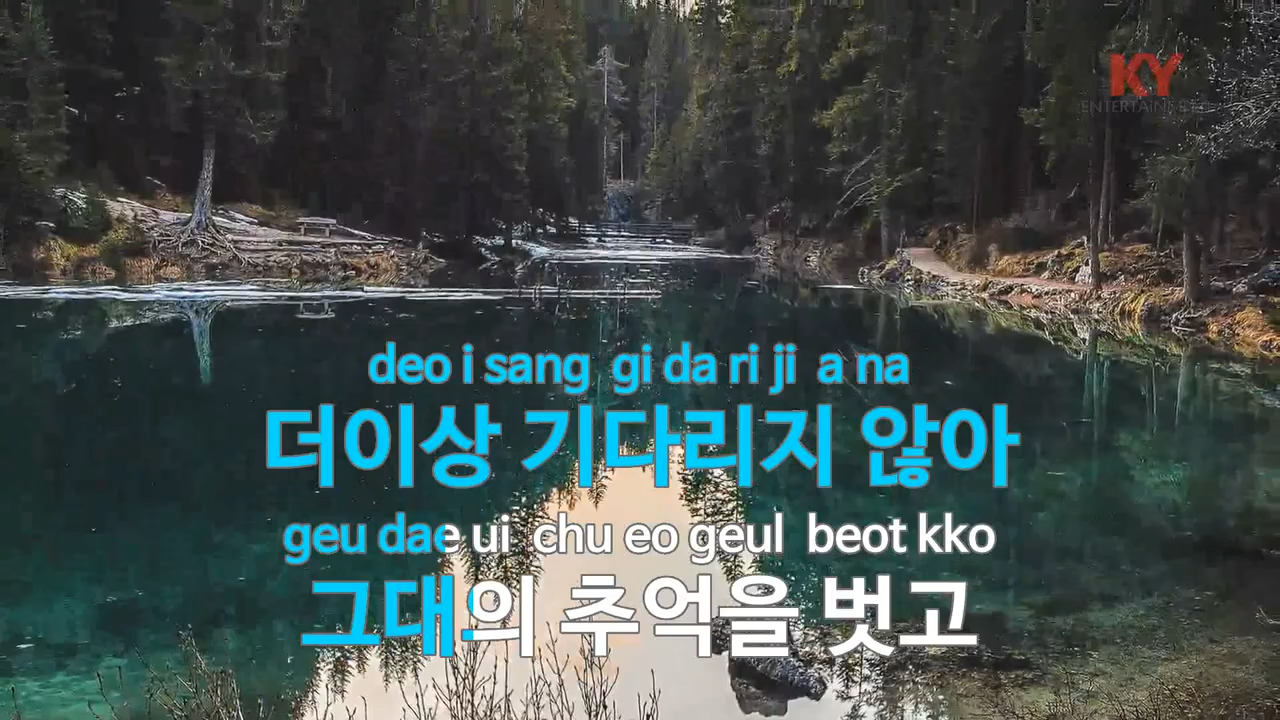 KY
ENTERTAINMENT
deo i sang gi da ri ji a na
더이상 기다리지 않아
geu dae ui chu eo geul beot kko
그대의 추억을 벗고